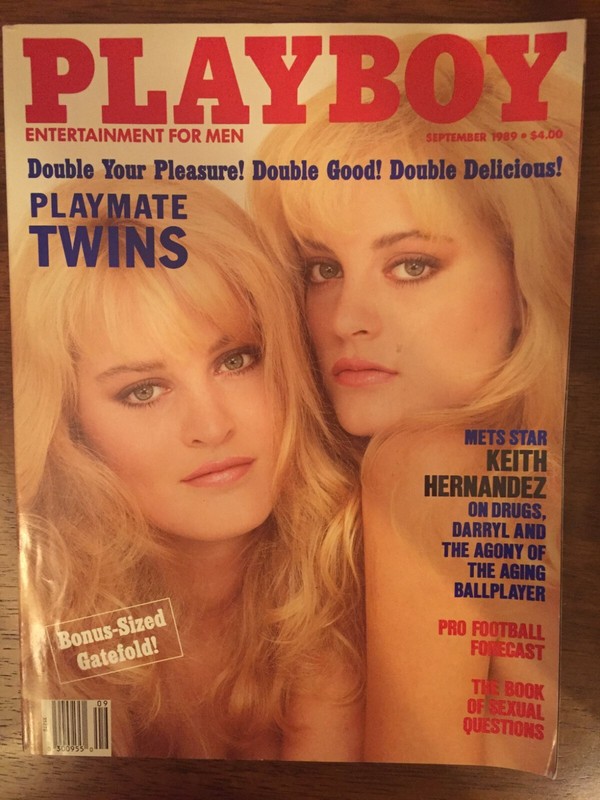 PLAYBOY
ENTERTAINMENT FOR MEN
SEPTEMBER 1989 • $4.00
Double Your Pleasure! Double Good! Double Delicious!
PLAYMATE
TWINS
METS STAR
KEITH
HERNANDEZ
ON DRUGS,
DARRYL AND
THE AGONY OF
THE AGING
BALLPLAYER
PRO FOOTBALL
FORECAST
THE BOOK
OF SEXUAL
QUESTIONS
Bonus-Sized
Gatefold!
09
300955